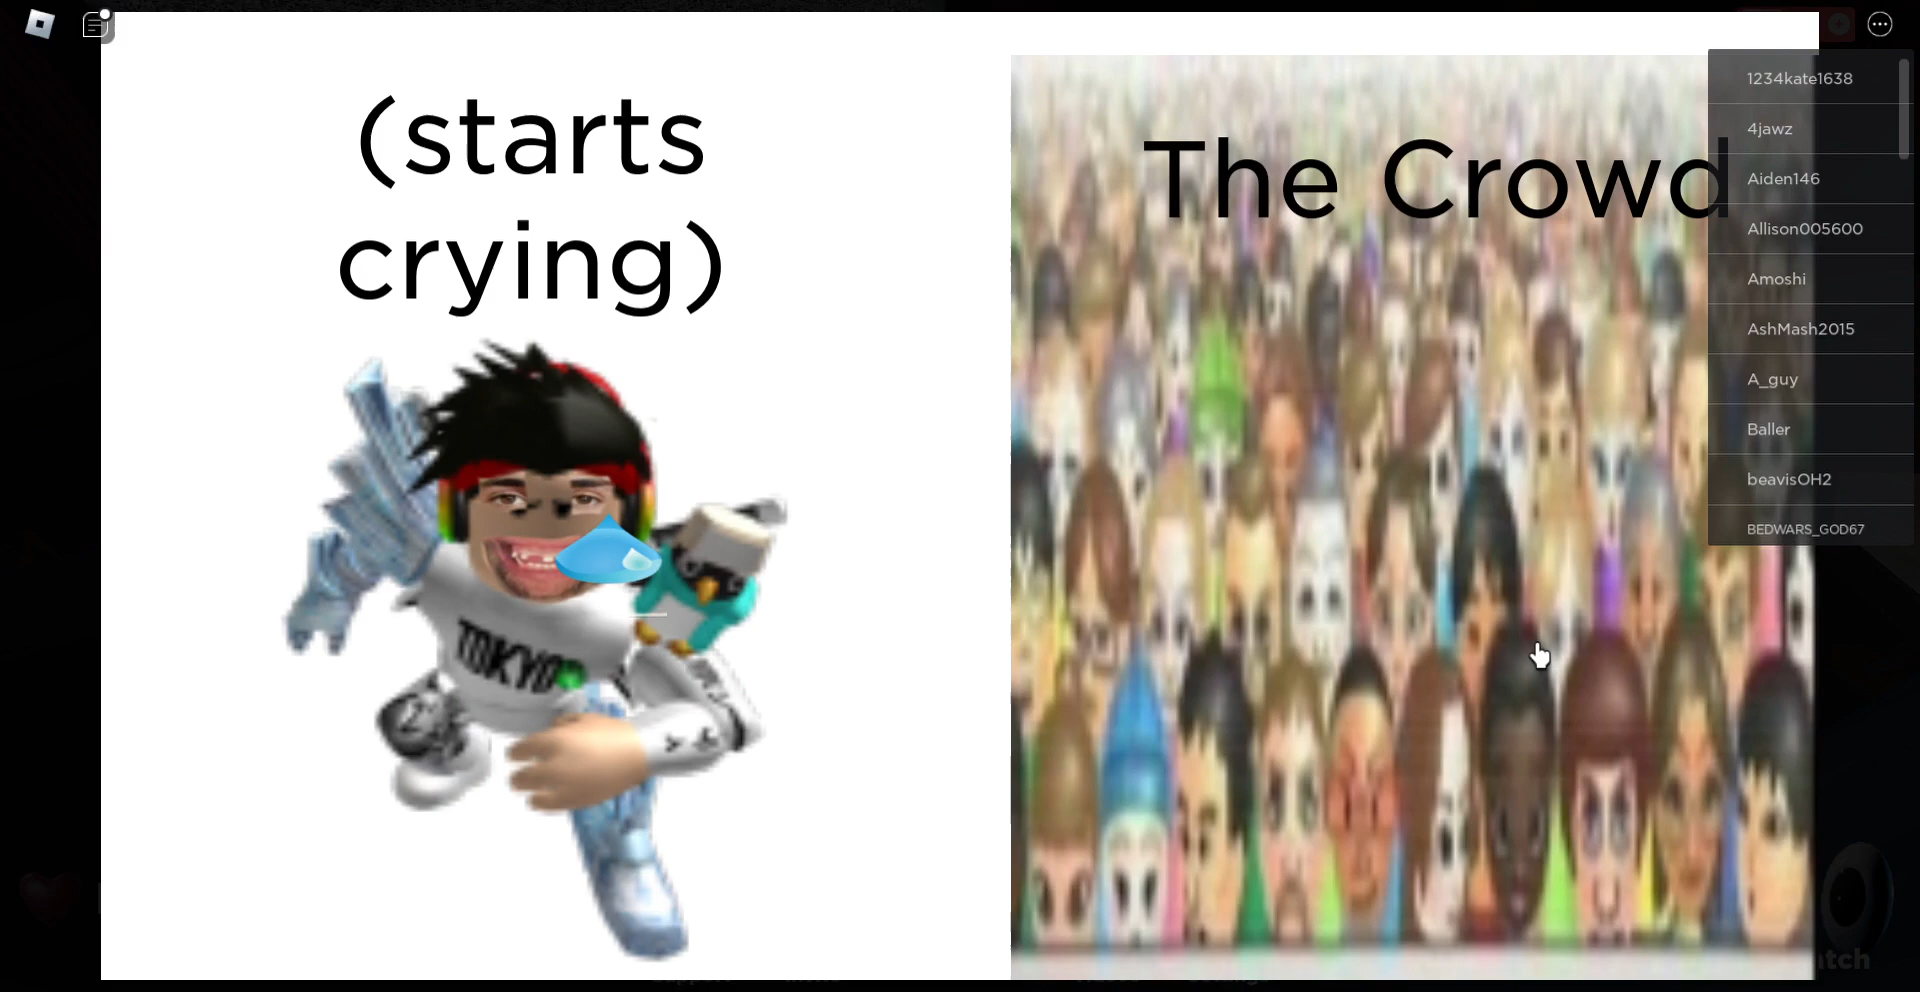 (starts
crying)
The Crowd
TOKYO
1234kate1638
4jawz
Aiden146
Allison005600
Amoshi
AshMash2015
A_guy
Baller
beavisOH2
BEDWARS_GOD67